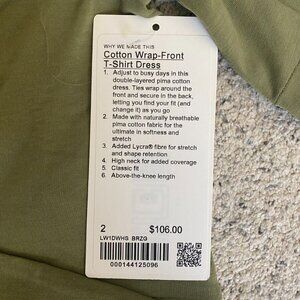 WHY WE MADE THIS
Cotton Wrap-Front
T-Shirt Dress
1. Adjust to busy days in this
double-layered pima cotton
dress. Ties wrap around the
front and secure in the back,
letting you find your fit (and
change it) as you go
2. Made with naturally breathable
pima cotton fabric for the
ultimate in softness and
stretch
3. Added Lycra® fibre for stretch
and shape retention
4. High neck for added coverage
5. Classic fit
6. Above-the-knee length
2 $106.00
LW1DWHS BRZG
000144125096